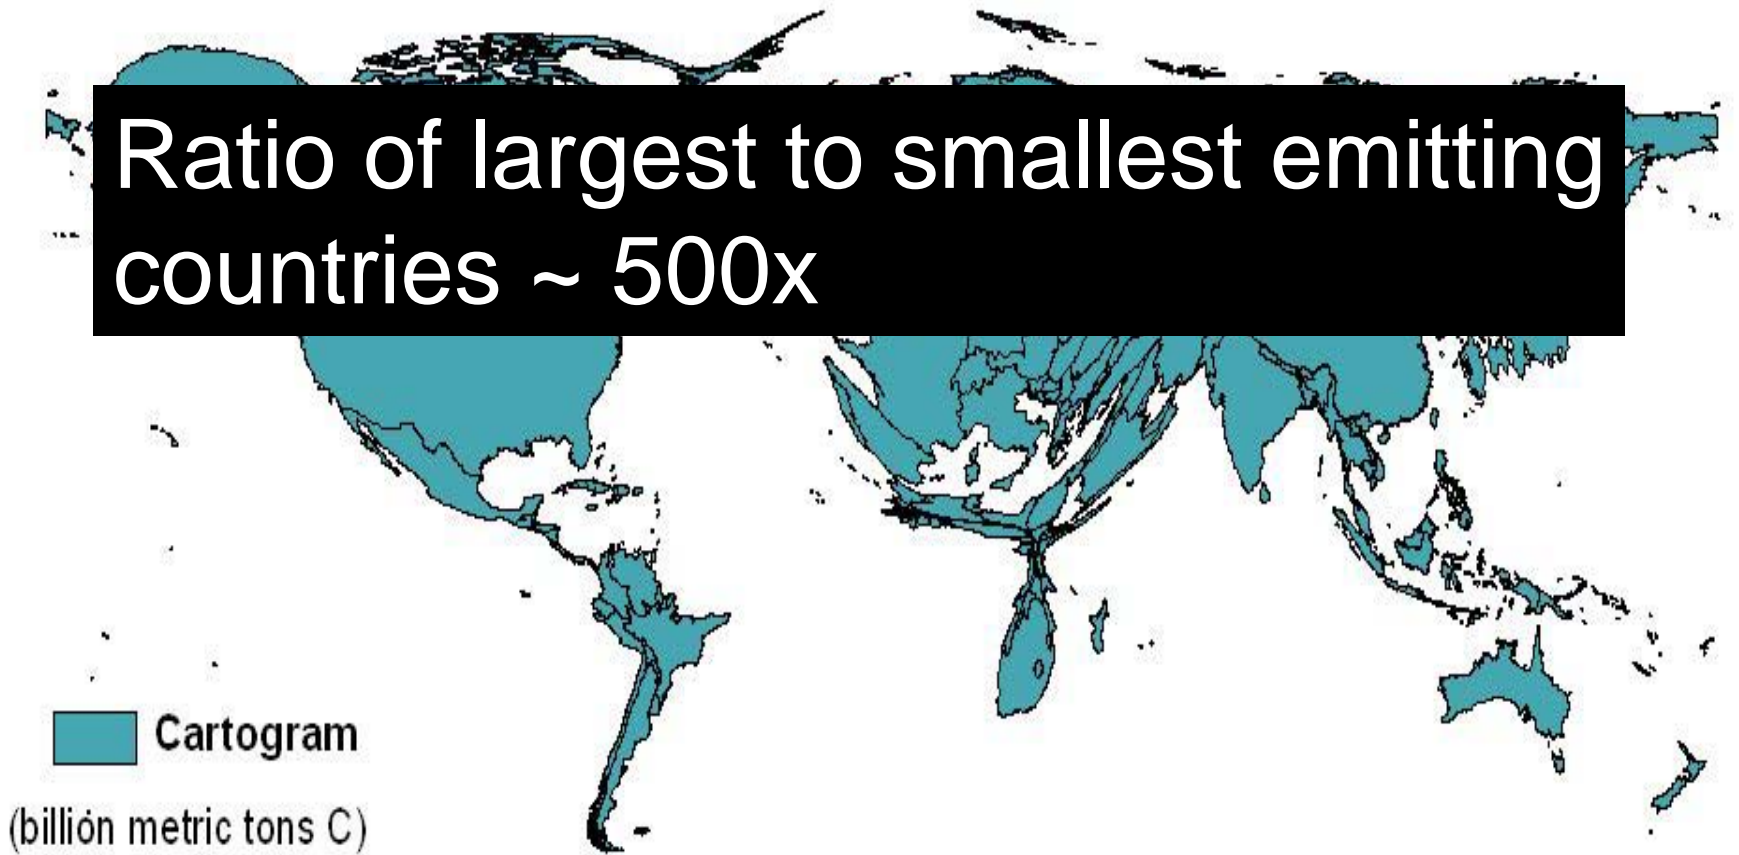 Ratio of largest to smallest emitting
countries ~ 500x
Cartogram
(billión metric tons C)